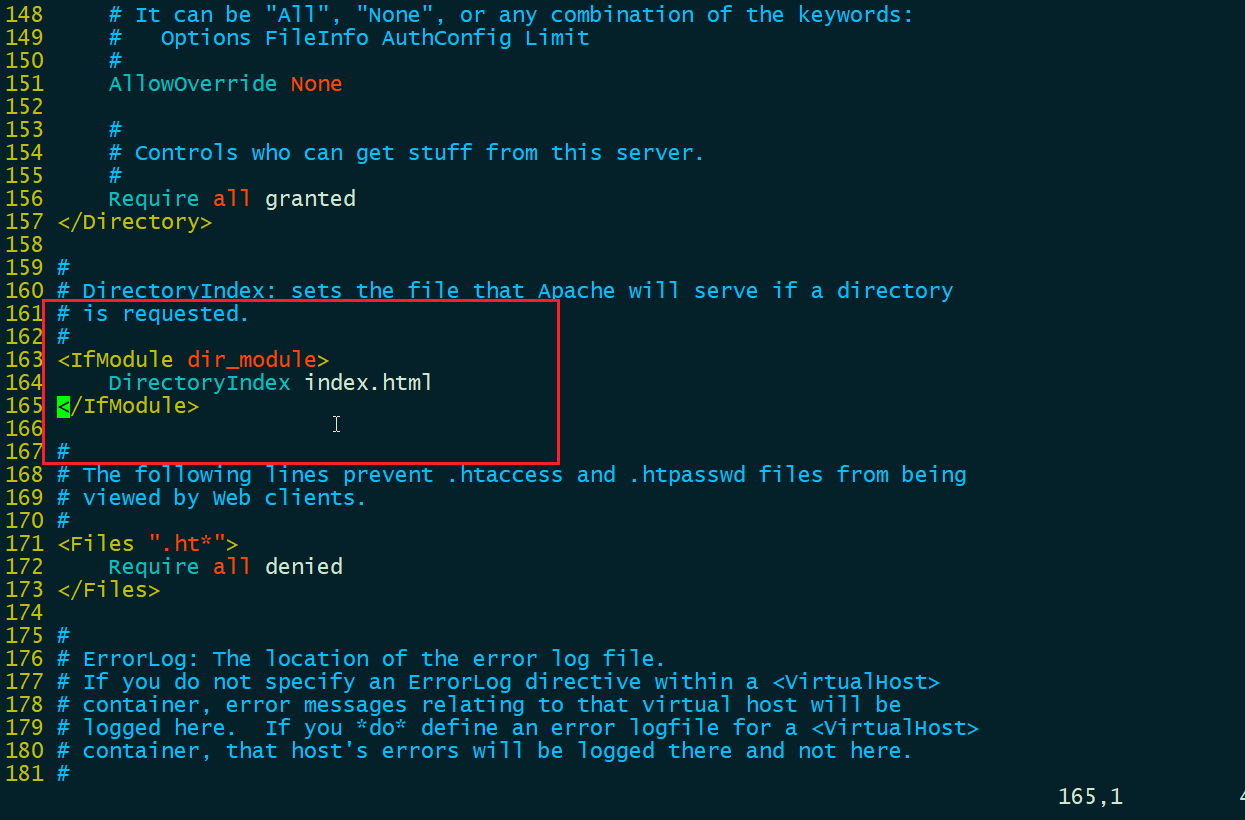 148     # It can be "All", "None", or any combination of the keywords:
149     #   Options FileInfo AuthConfig Limit
150     #
151     AllowOverride None
152
153     #
154     # Controls who can get stuff from this server.
155     #
156     Require all granted
157 </Directory>
158
159 #
160 # DirectoryIndex: sets the file that Apache will serve if a directory
161 # is requested.
162 #
163 <IfModule dir_module>
164     DirectoryIndex index.html
165 </IfModule>
166
167 #
168 # The following lines prevent .htaccess and .htpasswd files from being
169 # viewed by Web clients.
170 #
171 <Files ".ht*">
172     Require all denied
173 </Files>
174
175 #
176 # ErrorLog: The location of the error log file.
177 # If you do not specify an ErrorLog directive within a <VirtualHost>
178 # container, error messages relating to that virtual host will be
179 # logged here.  If you *do* define an error logfile for a <VirtualHost>
180 # container, that host's errors will be logged there and not here.
181 #
165,1